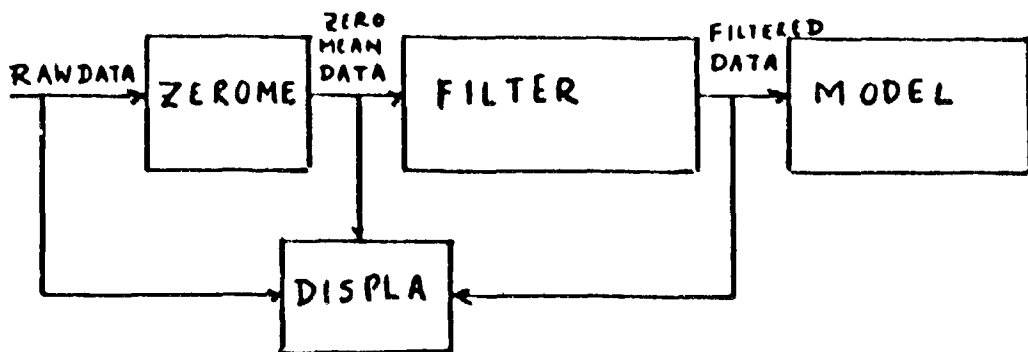 RAWDATA
ZEROME
ZERO
MEAN
DATA
FILTER
FILTERED
DATA
MODEL
DISPLA